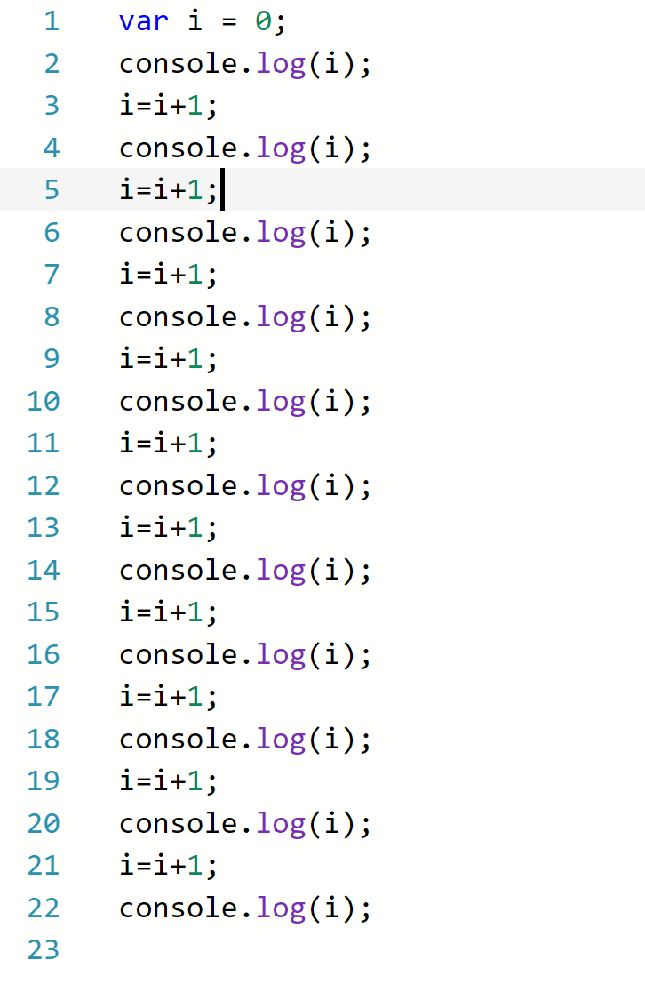 1 var i = 0;
2 console.log(i);
3 i=i+1;
4 console.log(i);
5 i=i+1;
6 console.log(i);
7 i=i+1;
8 console.log(i);
9 i=i+1;
10 console.log(i);
11 i=i+1;
12 console.log(i);
13 i=i+1;
14 console.log(i);
15 i=i+1;
16 console.log(i);
17 i=i+1;
18 console.log(i);
19 i=i+1;
20 console.log(i);
21 i=i+1;
22 console.log(i);
23